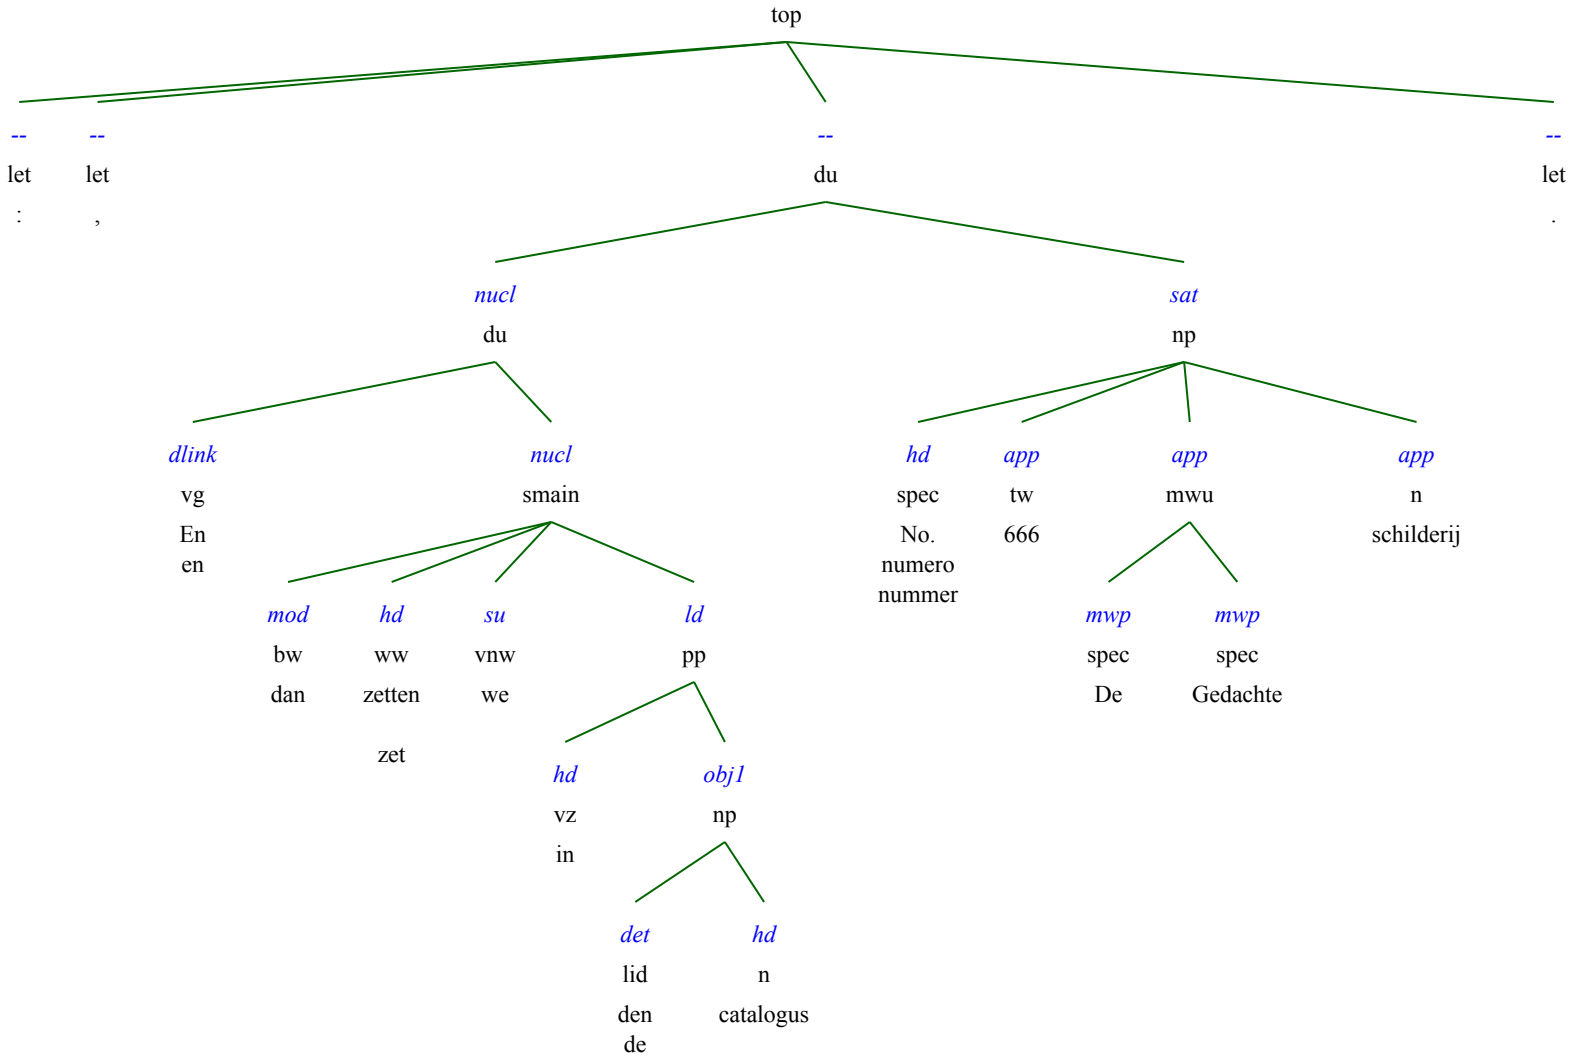 top
-- -- -- --
let let du let
: , .
nucl sat
du np
dlink nucl hd app app app
vg smain spec tw mwu n
En No. 666 schilderij
en numero
nummer
mod hd su ld mwp mwp
bw ww vnw pp spec spec
dan zetten we De Gedachte
zet
hd obj1
vz np
in
det hd
lid n
den catalogus
de